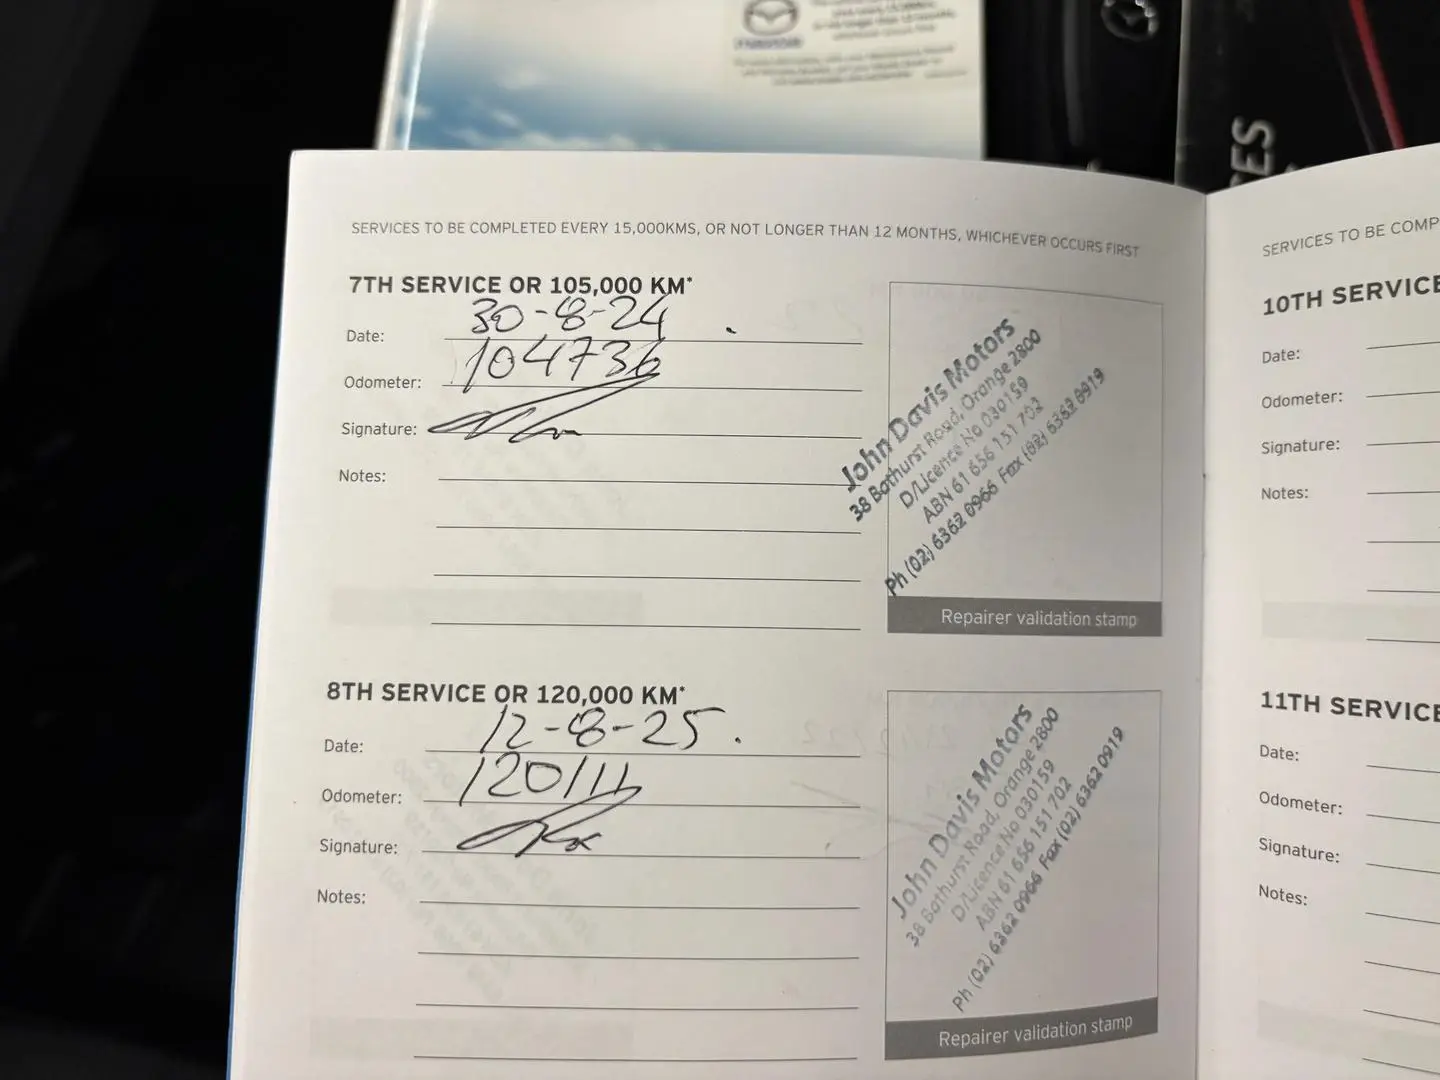 SERVICES TO BE COMPLETED EVERY 15,000KMS, OR NOT LONGER THAN 12 MONTHS, WHICHEVER OCCURS FIRST
7TH SERVICE OR 105,000 KM*
Date: 30-8-24.
Odometer: 104736
Signature:
Notes:
John Davis Motors
38 Bathurst Road, Orange 2800
D/Licence No 030159
ABN 61 656 151 702
Ph (02) 6362 0966 Fax (02) 6362 0919
Repairer validation stamp
8TH SERVICE OR 120,000 KM*
Date: 12-8-25.
Odometer: 120111
Signature:
Notes:
John Davis Motors
38 Bathurst Road, Orange 2800
D/Licence No 030159
ABN 61 656 151 702
Ph (02) 6362 0966 Fax (02) 6362 0919
Repairer validation stamp
SERVICES TO BE COMP
10TH SERVICE
Date:
Odometer:
Signature:
Notes:
11TH SERVICE
Date:
Odometer:
Signature:
Notes: